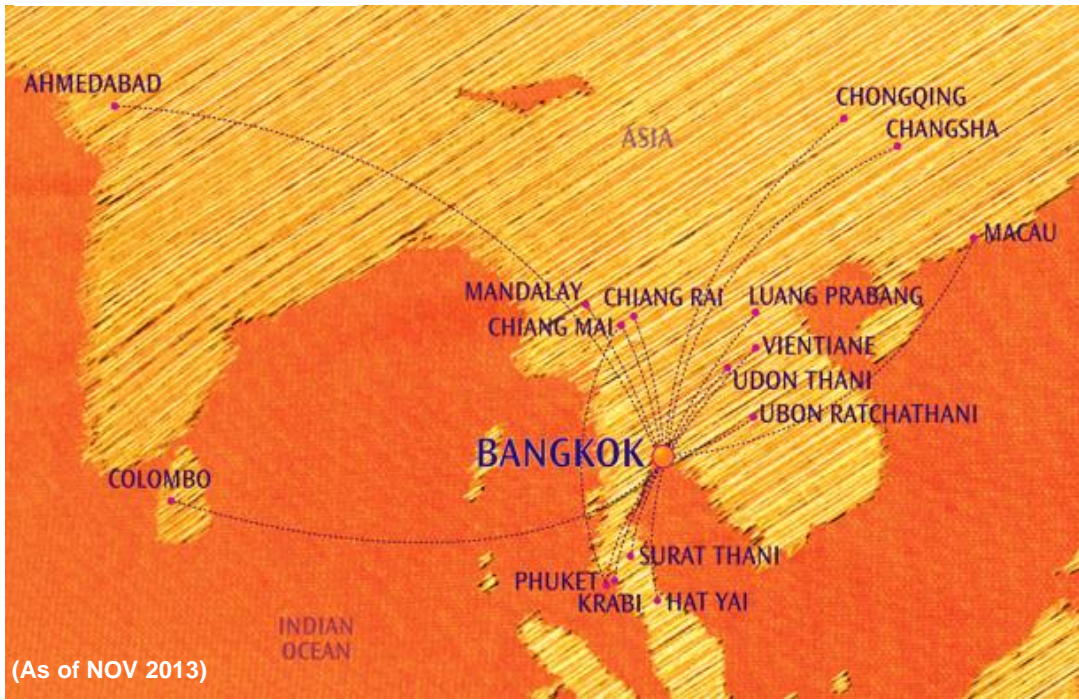 AHMEDABAD
CHONGQING
CHANGSHA
ASIA
MACAU
MANDALAY
CHIANG RAI
LUANG PRABANG
CHIANG MAI
VIENTIANE
UDON THANI
UBON RATCHATHANI
BANGKOK
COLOMBO
SURAT THANI
PHUKET
KRABI
HAT YAI
INDIAN
OCEAN
(As of NOV 2013)